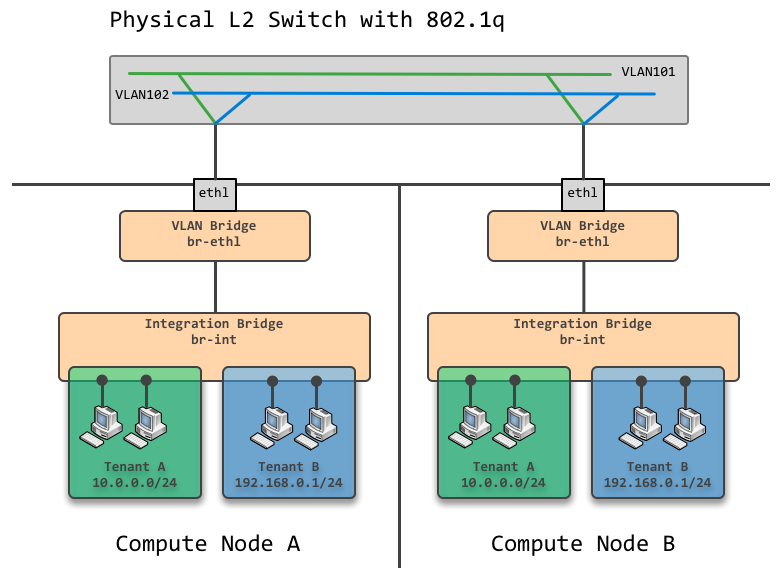 Physical L2 Switch with 802.1q
VLAN101
VLAN102
ethl
ethl
VLAN Bridge
br-ethl
VLAN Bridge
br-ethl
Integration Bridge
br-int
Integration Bridge
br-int
Tenant A
10.0.0.0/24
Tenant B
192.168.0.1/24
Tenant A
10.0.0.0/24
Tenant B
192.168.0.1/24
Compute Node A
Compute Node B